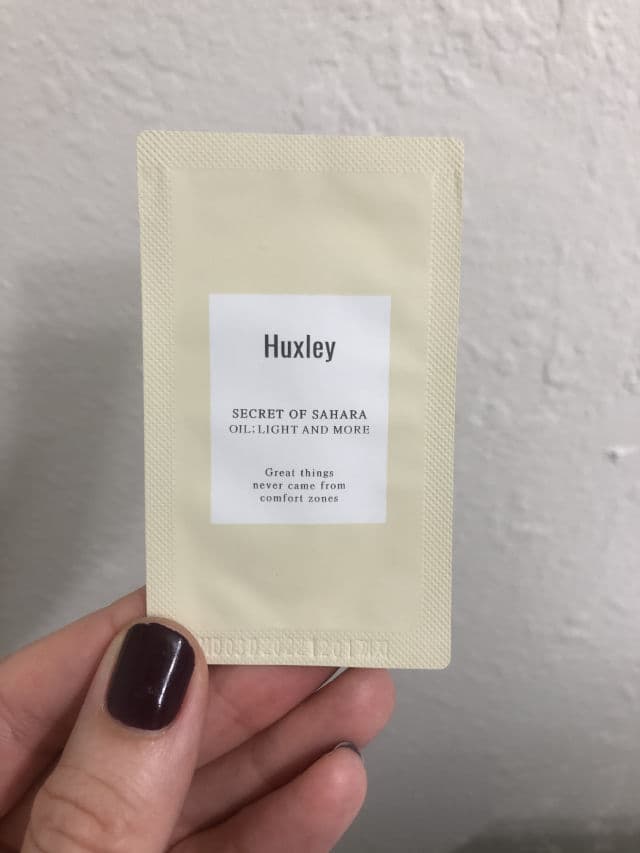 Huxley
SECRET OF SAHARA
OIL; LIGHT AND MORE
Great things
never came from
comfort zones